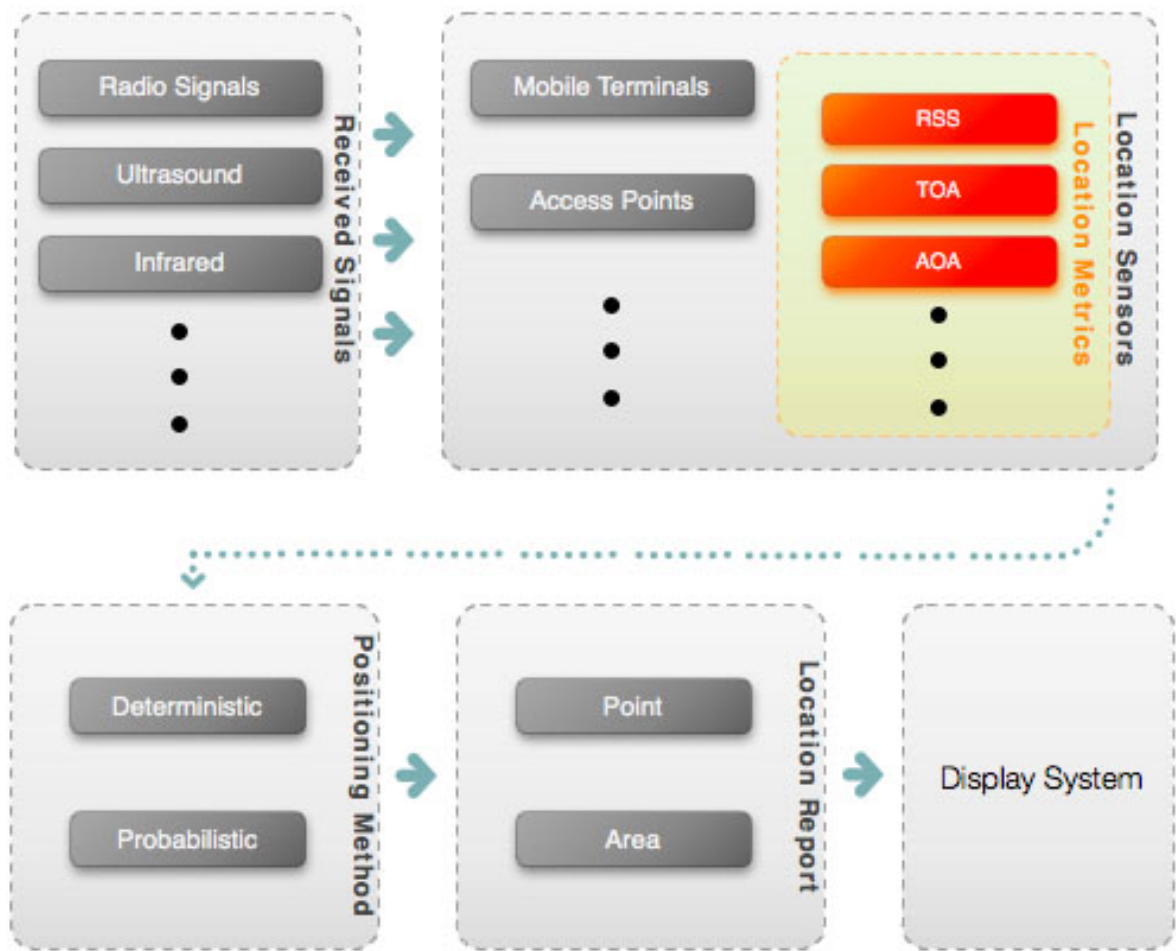 Radio Signals
Ultrasound
Infrared
Received Signals
Mobile Terminals
Access Points
RSS
TOA
AOA
Location Metrics
Location Sensors
Deterministic
Probabilistic
Positioning Method
Point
Area
Location Report
Display System